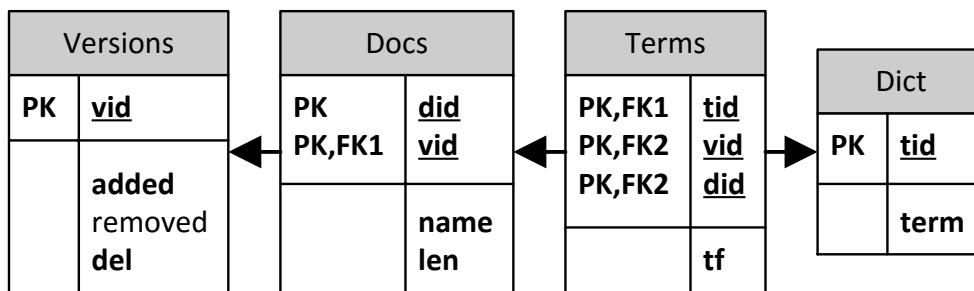 Versions
PK vid
added
removed
del
Docs
PK did
PK,FK1 vid
name
len
Terms
PK,FK1 tid
PK,FK2 vid
PK,FK2 did
tf
Dict
PK tid
term